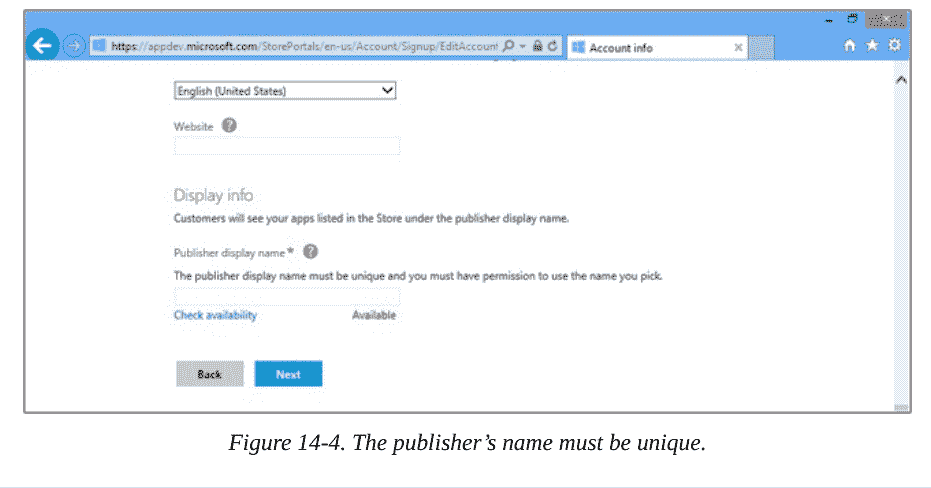 https://appdev.microsoft.com/StorePortals/en-us/Account/Signup/EditAccount
Account info
English (United States)
Website
Display info
Customers will see your apps listed in the Store under the publisher display name.
Publisher display name*
The publisher display name must be unique and you must have permission to use the name you pick.
Check availability Available
Back Next
Figure 14-4. The publisher’s name must be unique.